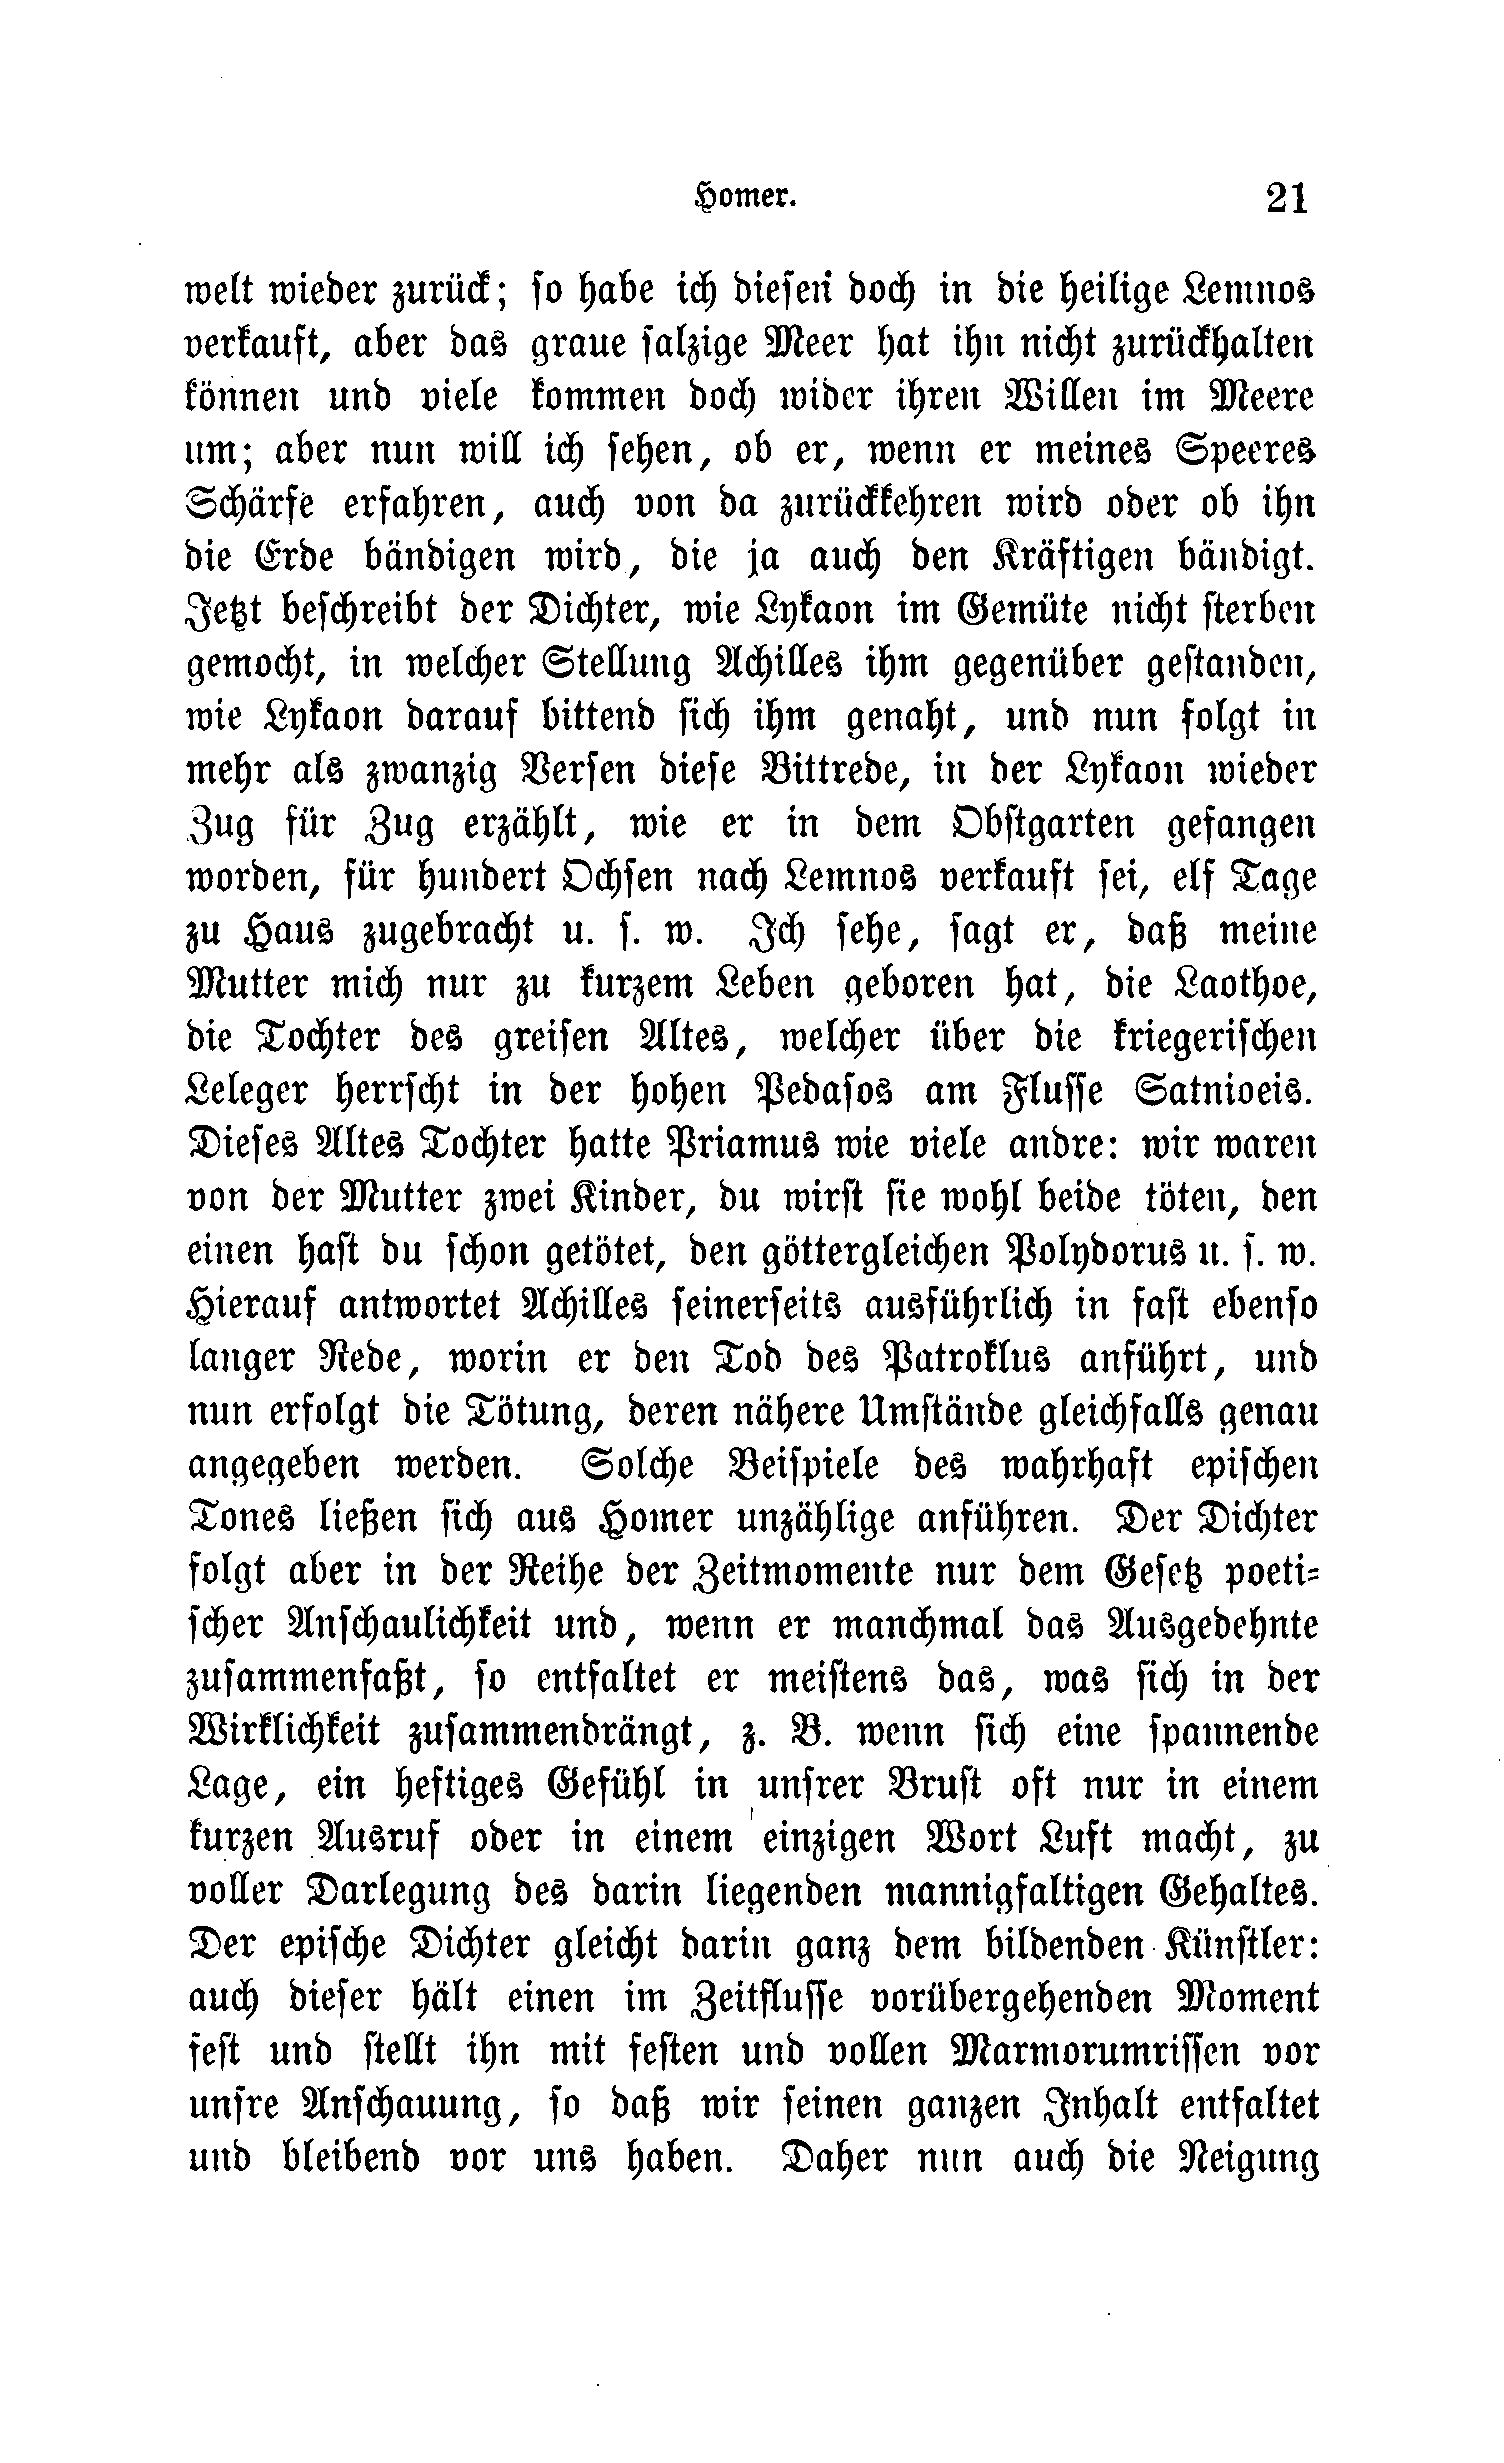 Homer. 21
welt wieder zurück; so habe ich diesen doch in die heilige Lemnos
verkauft, aber das graue salzige Meer hat ihn nicht zurückhalten
können und viele kommen doch wider ihren Willen im Meere
um; aber nun will ich sehen, ob er, wenn er meines Speeres
Schärfe erfahren, auch von da zurückkehren wird oder ob ihn
die Erde bändigen wird, die ja auch den Kräftigen bändigt.
Jetzt beschreibt der Dichter, wie Lykaon im Gemüte nicht sterben
gemocht, in welcher Stellung Achilles ihm gegenüber gestanden,
wie Lykaon darauf bittend sich ihm genaht, und nun folgt in
mehr als zwanzig Versen diese Bittrede, in der Lykaon wieder
Zug für Zug erzählt, wie er in dem Obstgarten gefangen
worden, für hundert Ochsen nach Lemnos verkauft sei, elf Tage
zu Haus zugebracht u. s. w. Ich sehe, sagt er, daß meine
Mutter mich nur zu kurzem Leben geboren hat, die Laothoe,
die Tochter des greisen Altes, welcher über die kriegerischen
Leleger herrscht in der hohen Pedasos am Flusse Satnioeis.
Dieses Altes Tochter hatte Priamus wie viele andre: wir waren
von der Mutter zwei Kinder, du wirst sie wohl beide töten, den
einen hast du schon getötet, den göttergleichen Polydorus u. s. w.
Hierauf antwortet Achilles seinerseits ausführlich in fast ebenso
langer Rede, worin er den Tod des Patroklus anführt, und
nun erfolgt die Tötung, deren nähere Umstände gleichfalls genau
angegeben werden. Solche Beispiele des wahrhaft epischen
Tones ließen sich aus Homer unzählige anführen. Der Dichter
folgt aber in der Reihe der Zeitmomente nur dem Gesetz poeti-
scher Anschaulichkeit und, wenn er manchmal das Ausgedehnte
zusammenfaßt, so entfaltet er meistens das, was sich in der
Wirklichkeit zusammendrängt, z. B. wenn sich eine spannende
Lage, ein heftiges Gefühl in unsrer Brust oft nur in einem
kurzen Ausruf oder in einem einzigen Wort Luft macht, zu
voller Darlegung des darin liegenden mannigfaltigen Gehaltes.
Der epische Dichter gleicht darin ganz dem bildenden Künstler:
auch dieser hält einen im Zeitflusse vorübergehenden Moment
fest und stellt ihn mit festen und vollen Marmorumrissen vor
unsre Anschauung, so daß wir seinen ganzen Inhalt entfaltet
und bleibend vor uns haben. Daher nun auch die Neigung